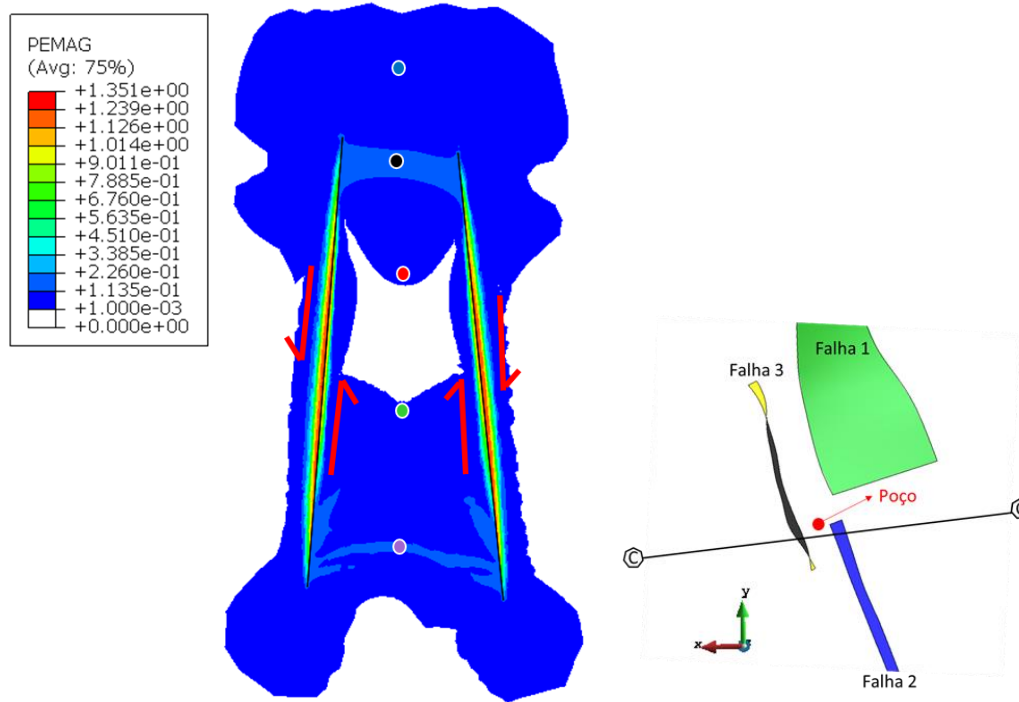 PEMAG
(Avg: 75%)
+1.351e+00
+1.239e+00
+1.126e+00
+1.014e+00
+9.011e-01
+7.885e-01
+6.760e-01
+5.635e-01
+4.510e-01
+3.385e-01
+2.260e-01
+1.135e-01
+1.000e-03
+0.000e+00
Falha 1
Falha 3
Poço
C
y
x
Falha 2